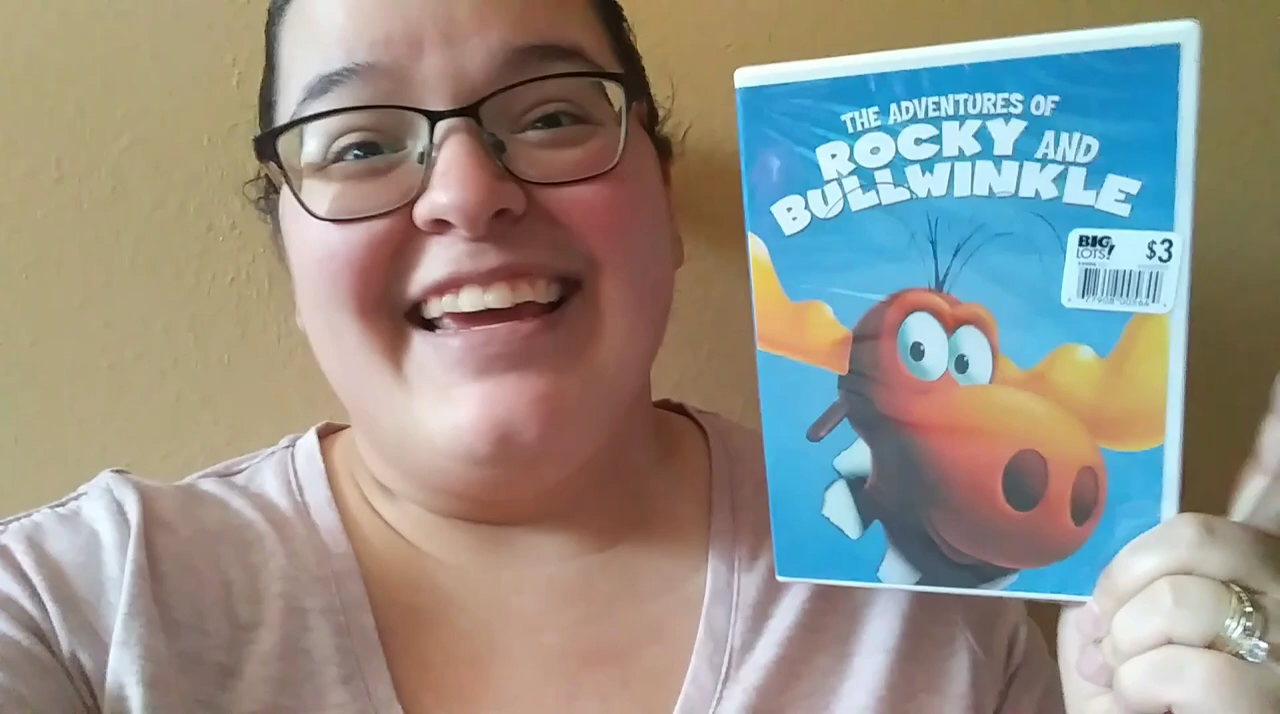 THE ADVENTURES OF
ROCKY AND
BULLWINKLE
BIG
LOTS!
$3